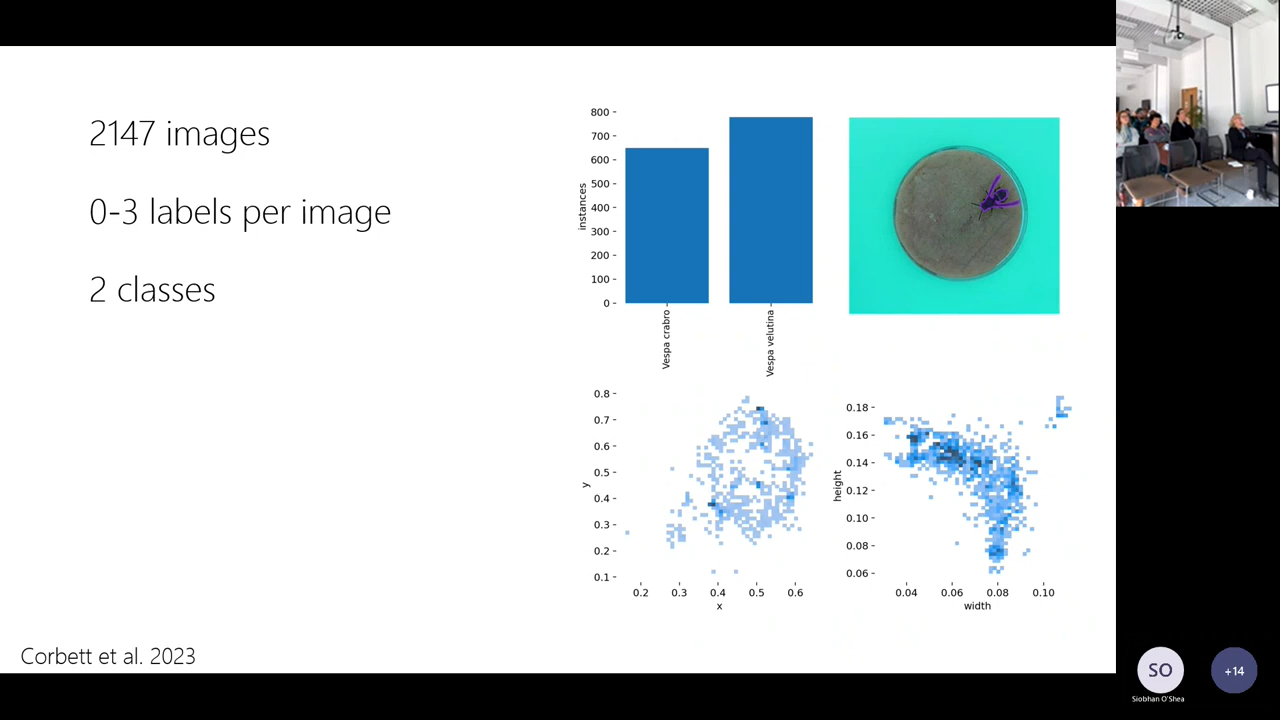 2147 images
0-3 labels per image
2 classes
800
700
600
500
400
300
200
100
0
instances
Vespa crabro
Vespa velutina
0.8
0.7
0.6
0.5
0.4
0.3
0.2
0.1
y
0.2 0.3 0.4 0.5 0.6
x
0.18
0.16
0.14
0.12
0.10
0.08
0.06
height
0.04 0.06 0.08 0.10
width
Corbett et al. 2023
SO
Siobhan O'Shea
+14